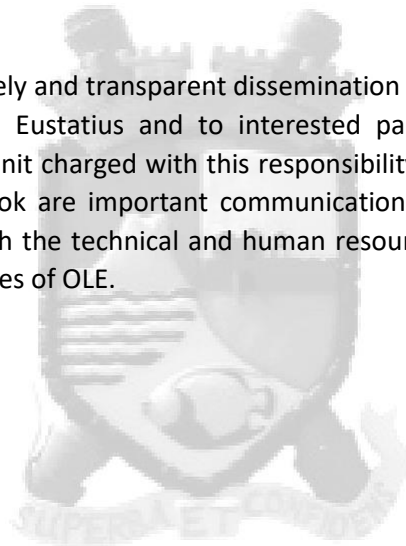 ely and transparent dissemination
Eustatius and to interested pa
nit charged with this responsibility
ok are important communication
h the technical and human resour
es of OLE.
SUPERBA ET CONFIDENS